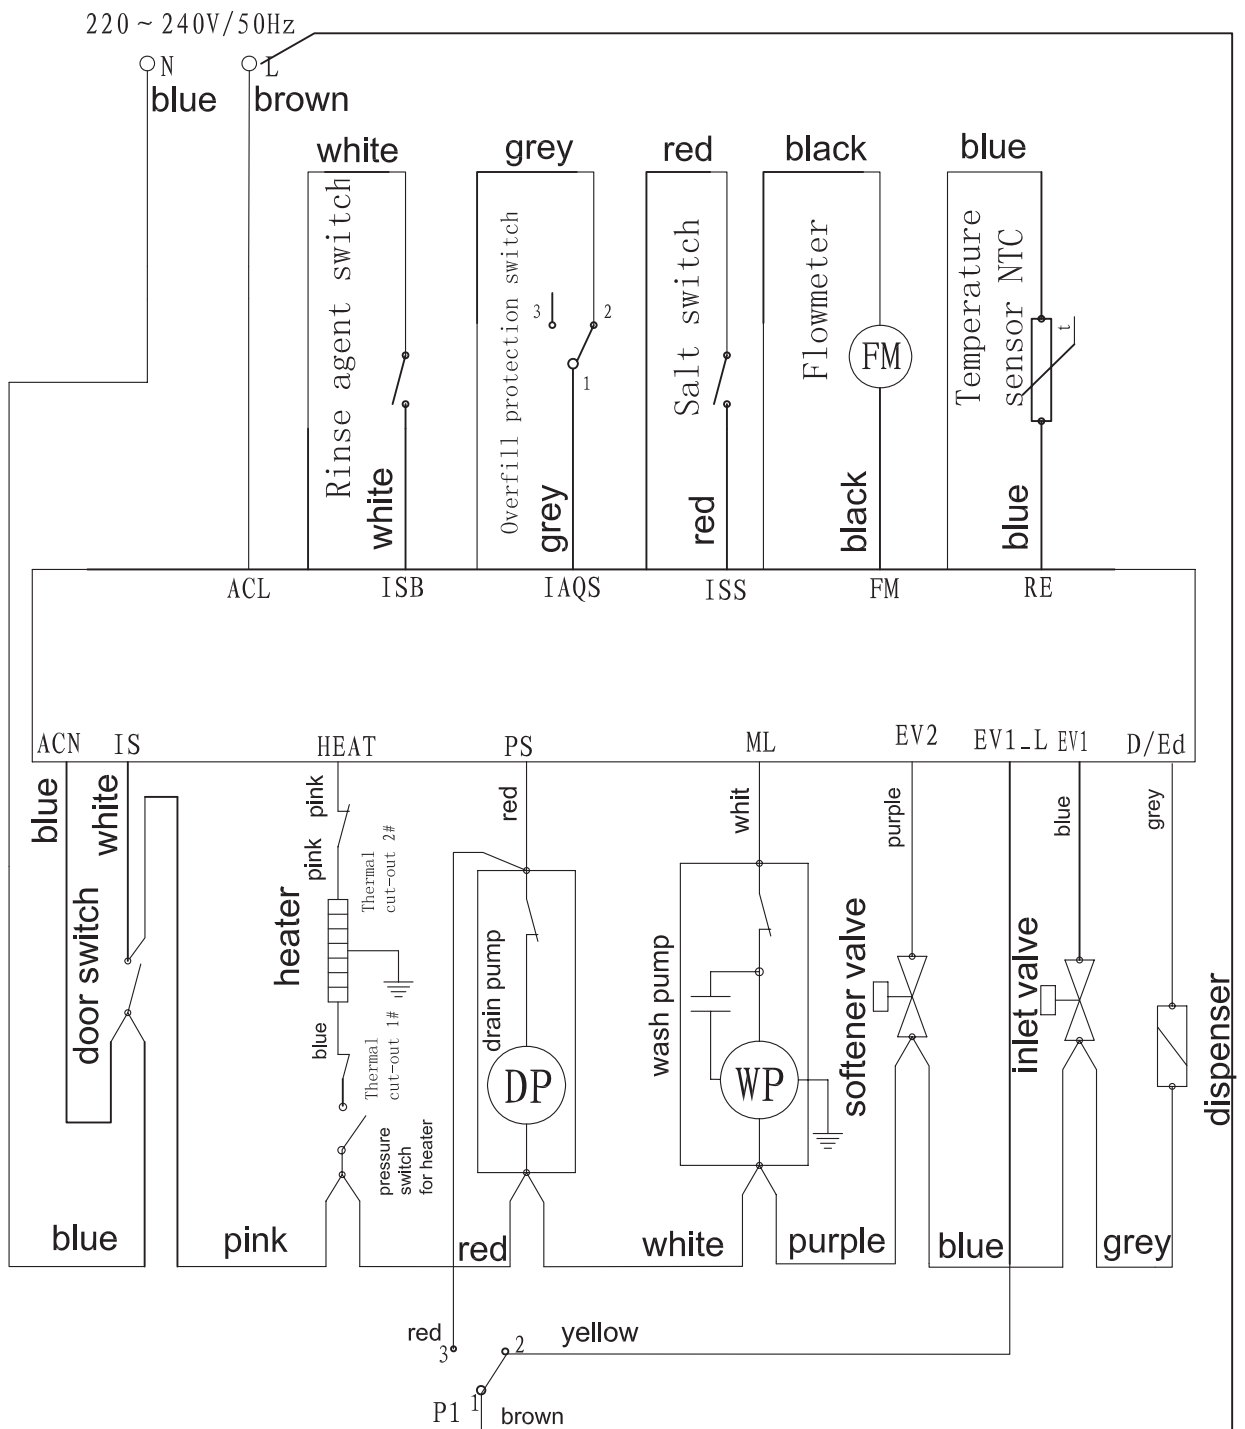 220～240V/50Hz
N
L
blue
brown
white
grey
red
black
blue
Rinse agent switch
Overfill protection switch
Salt switch
Flowmeter
Temperature
sensor NTC
3
2
1
FM
t
white
grey
red
black
blue
ACL
ISB
IAQS
ISS
FM
RE
ACN
IS
HEAT
PS
ML
EV2
EV1_L
EV1
D/Ed
blue
white
pink
red
whit
purple
blue
grey
pink
Thermal
cut-out 2#
door switch
heater
drain pump
wash pump
softener valve
inlet valve
dispenser
blue
Thermal
cut-out 1#
DP
WP
pressure
switch
for heater
blue
pink
red
white
purple
blue
grey
red
3
2
yellow
P1
1
brown